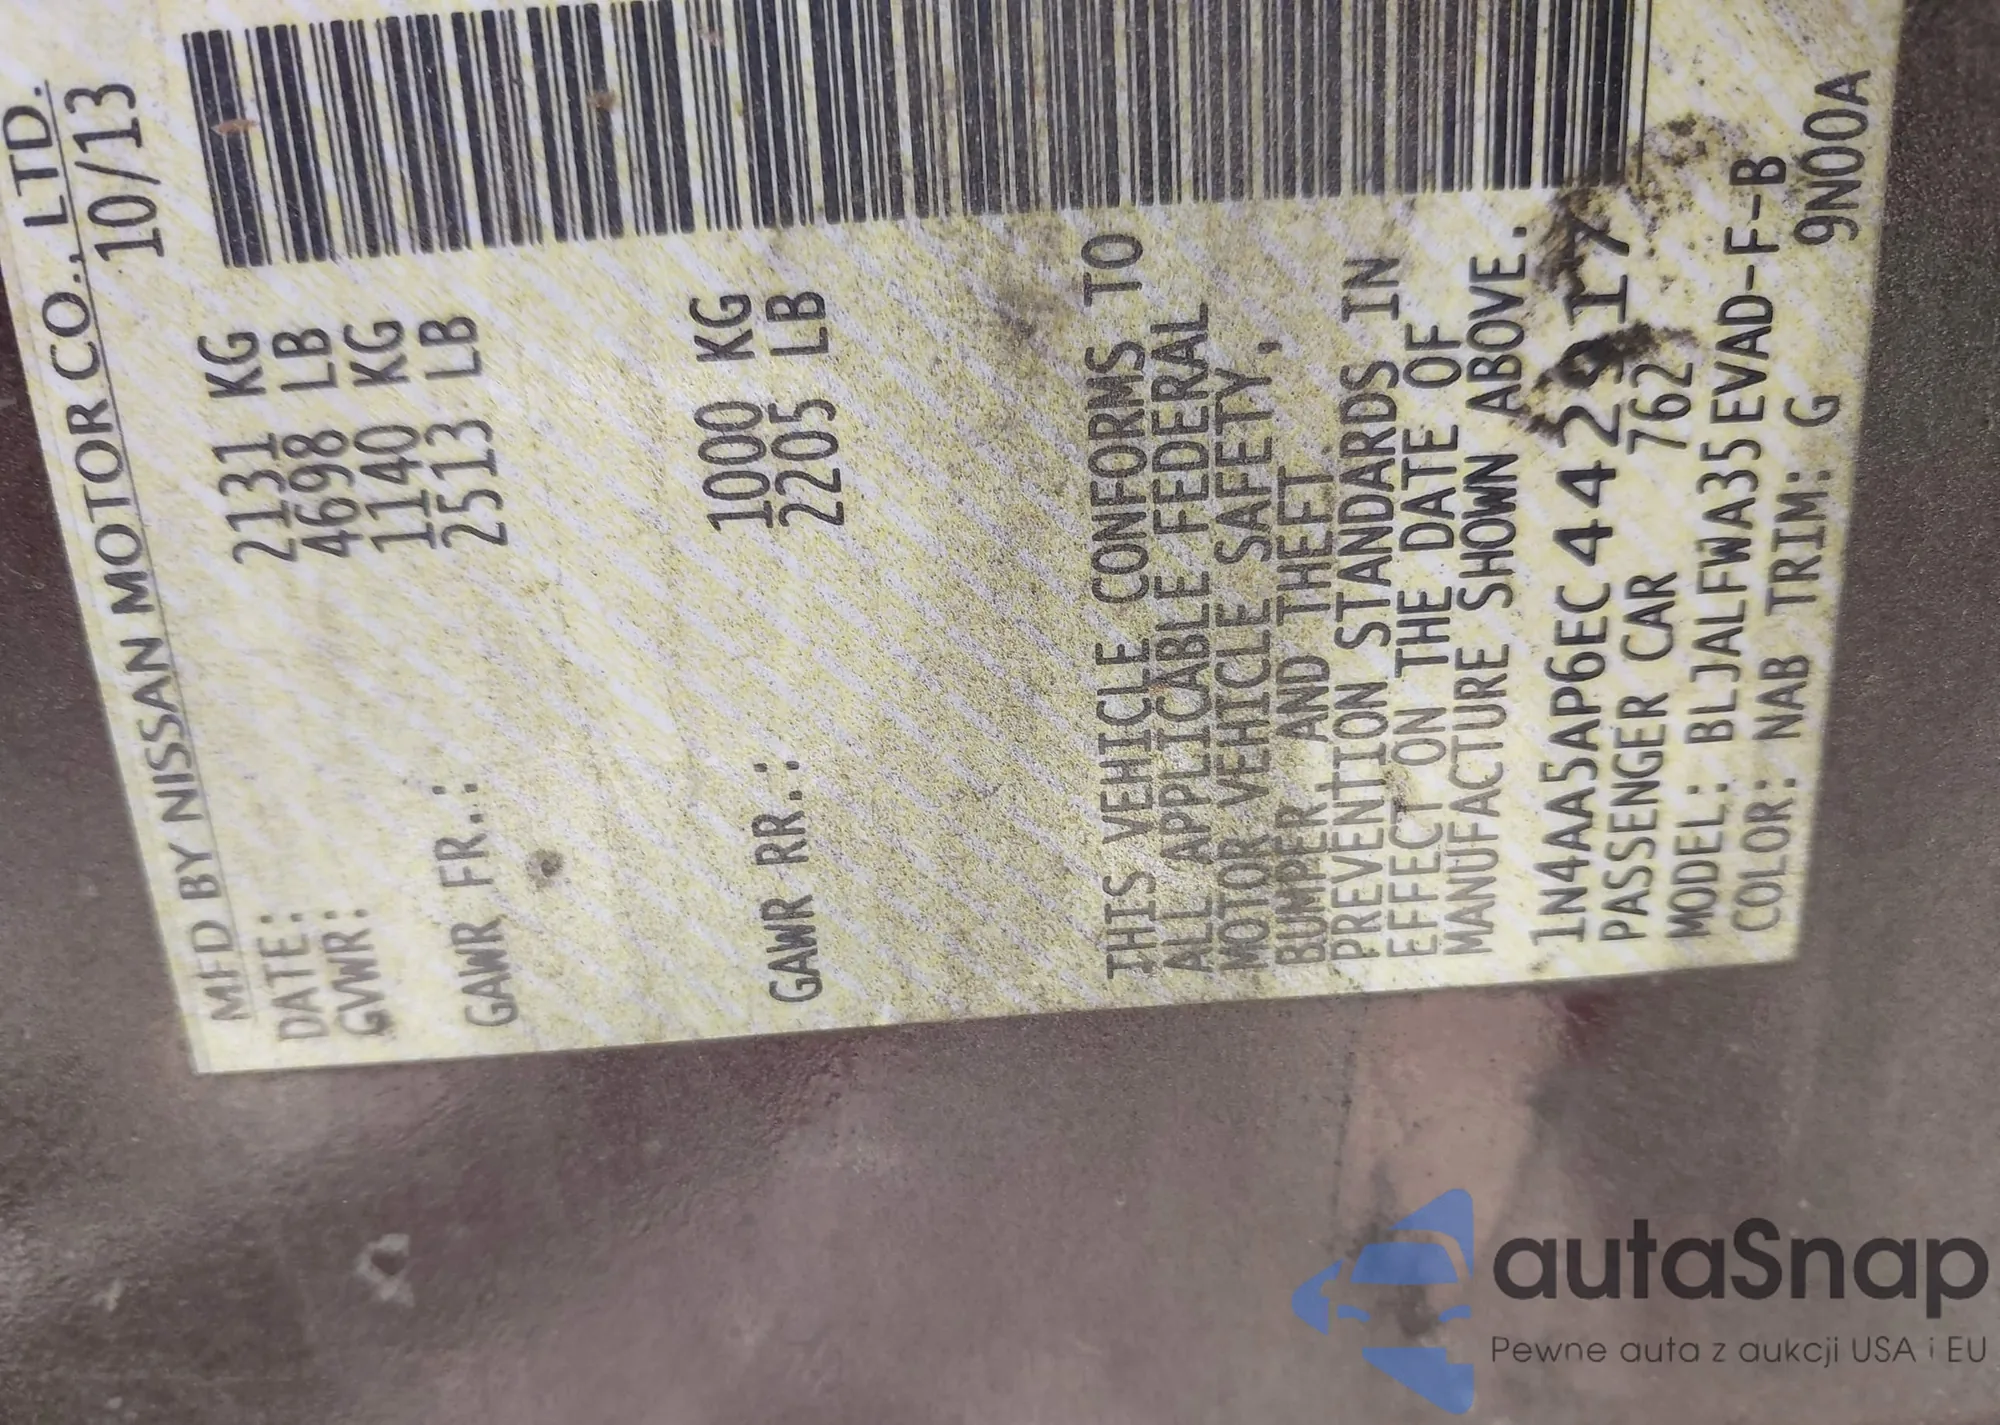 MFD BY NISSAN MOTOR CO., LTD.
DATE: 10/13
GVWR: 2131 KG
4698 LB
GAWR FR.: 1140 KG
2513 LB
GAWR RR.: 1000 KG
2205 LB
THIS VEHICLE CONFORMS TO
ALL APPLICABLE FEDERAL
MOTOR VEHICLE SAFETY,
BUMPER AND THEFT
PREVENTION STANDARDS IN
EFFECT ON THE DATE OF
MANUFACTURE SHOWN ABOVE.
1N4AA5AP6EC442917
PASSENGER CAR 762
MODEL: BLJALFWA35EVAD-F-B
COLOR: NAB TRIM: G 9N00A
autaSnap
Pewne auta z aukcji USA i EU